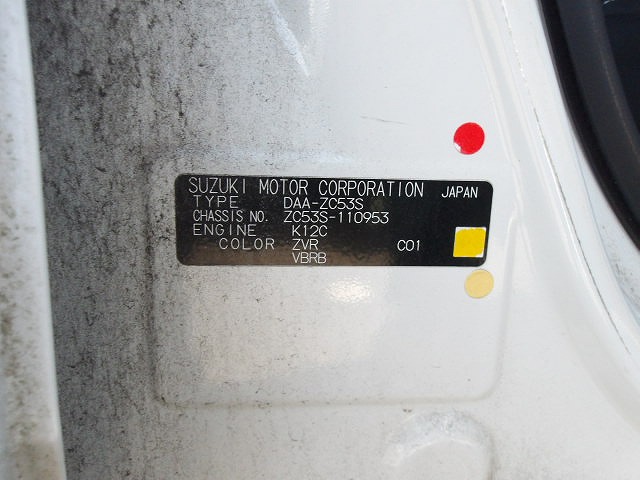 SUZUKI MOTOR CORPORATION JAPAN
TYPE DAA-ZC53S
CHASSIS NO. ZC53S-110953
ENGINE K12C
COLOR ZVR C01
VBRB